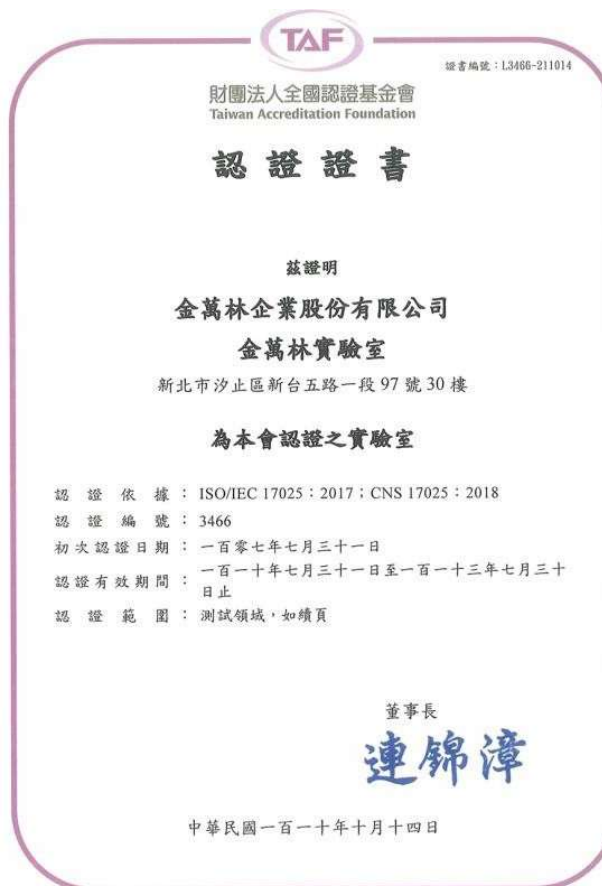 TAF
證書編號：L3466-211014
財團法人全國認證基金會
Taiwan Accreditation Foundation
認證證書
茲證明
金萬林企業股份有限公司
金萬林實驗室
新北市汐止區新台五路一段 97 號 30 樓
為本會認證之實驗室
認證依據：ISO/IEC 17025：2017；CNS 17025：2018
認證編號：3466
初次認證日期：一百零七年七月三十一日
認證有效期間：一百一十年七月三十一日至一百一十三年七月三十
日止
認證範圍：測試領域，如續頁
董事長
連錦漳
中華民國一百一十年十月十四日